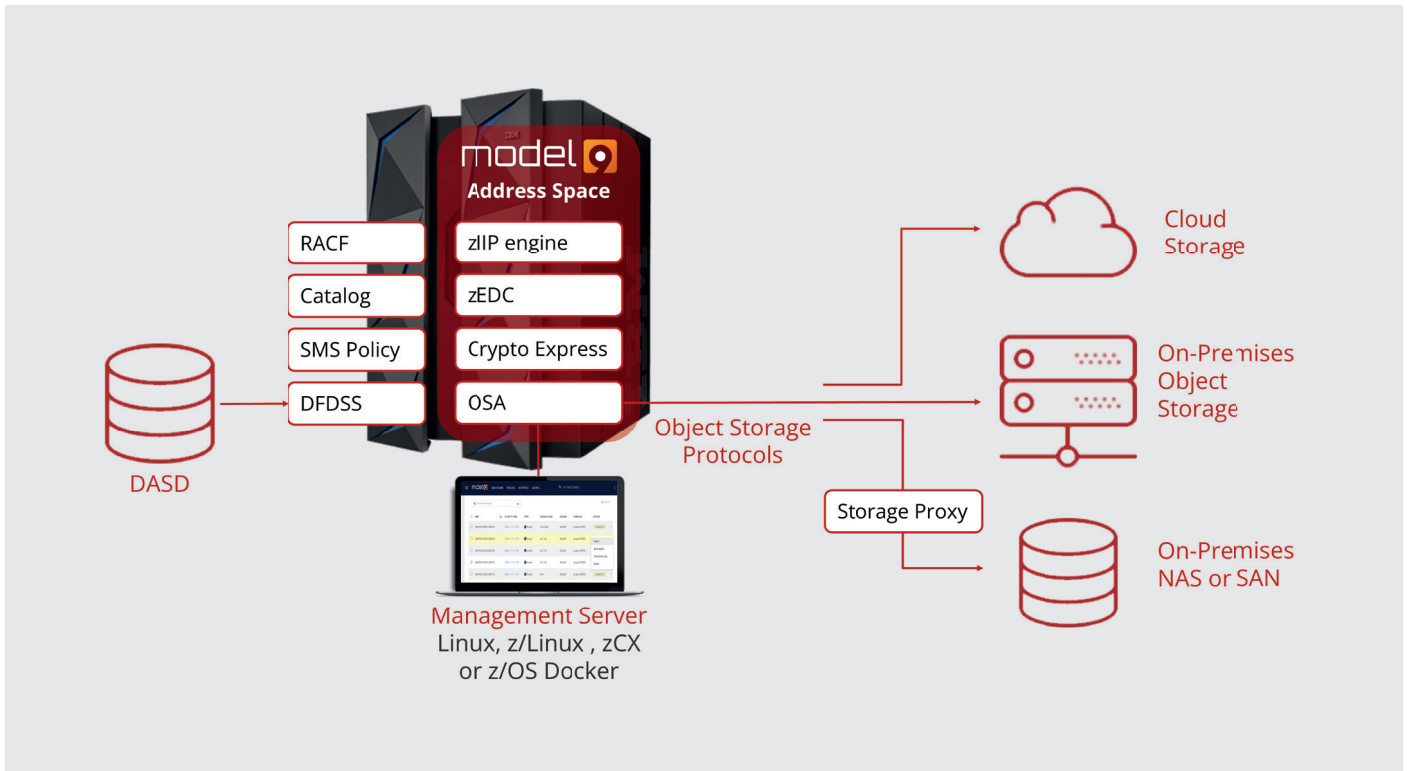 model9
Address Space
RACF
zIIP engine
Catalog
zEDC
SMS Policy
Crypto Express
DFDSS
OSA
DASD
Object Storage
Protocols
Cloud
Storage
On-Premises
Object
Storage
Storage Proxy
On-Premises
NAS or SAN
model9
Management Server
Linux, z/Linux , zCX
or z/OS Docker